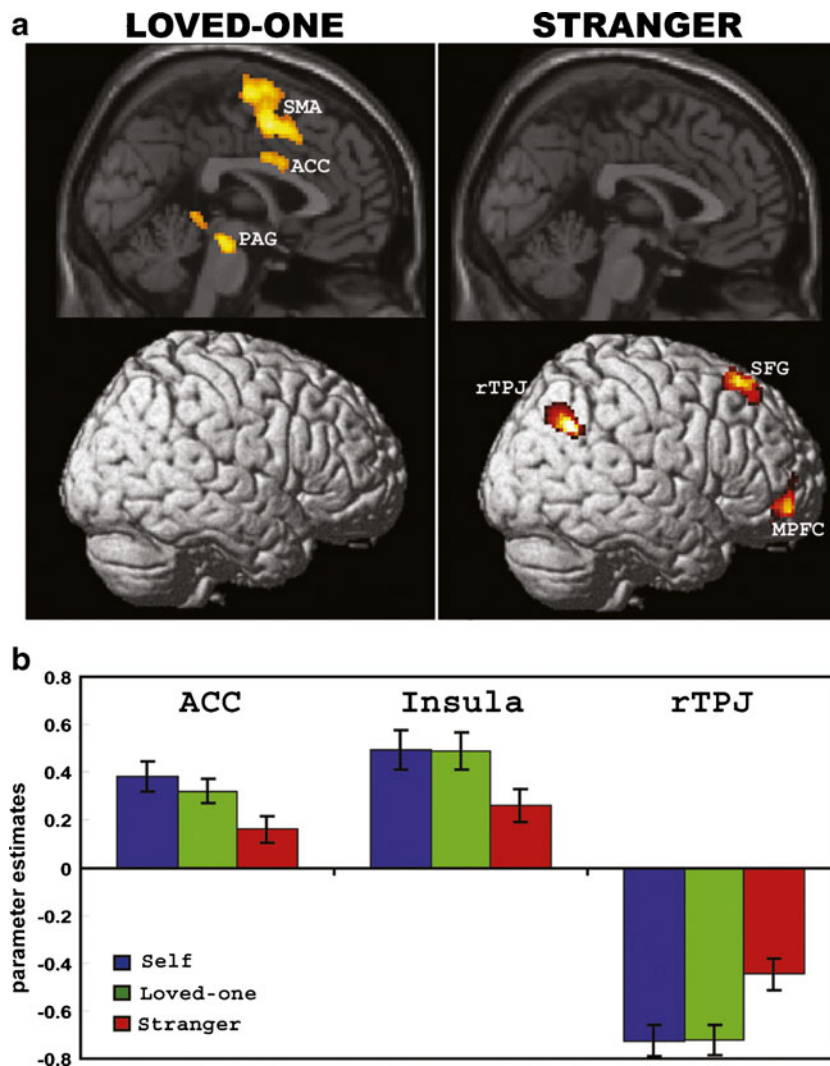 a
LOVED-ONE
STRANGER
SMA
ACC
PAG
rTPJ
SFG
MPFC
b
0.8
0.6
0.4
0.2
0
-0.2
-0.4
-0.6
-0.8
parameter estimates
ACC
Insula
rTPJ
Self
Loved-one
Stranger